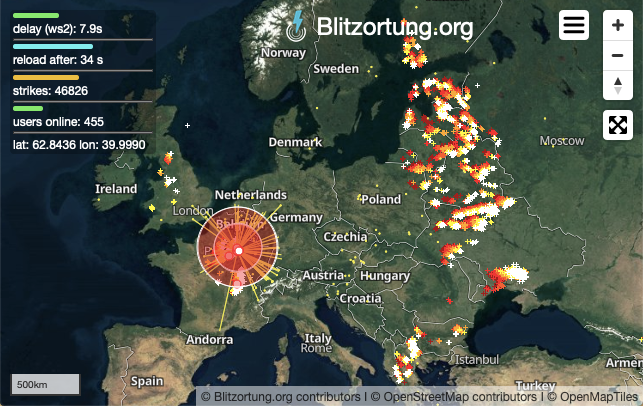 delay (ws2): 7.9s
reload after: 34 s
strikes: 46826
users online: 455
lat: 62.8436 lon: 39.9990
Blitzortung.org
Norway
Sweden
Denmark
Moscow
Ireland
Netherlands
London
Germany
Poland
Czechia
Austria
Hungary
Croatia
Andorra
Italy
Rome
Istanbul
Spain
Turkey
Armen
500km
© Blitzortung.org contributors | © OpenStreetMap contributors | © OpenMapTiles